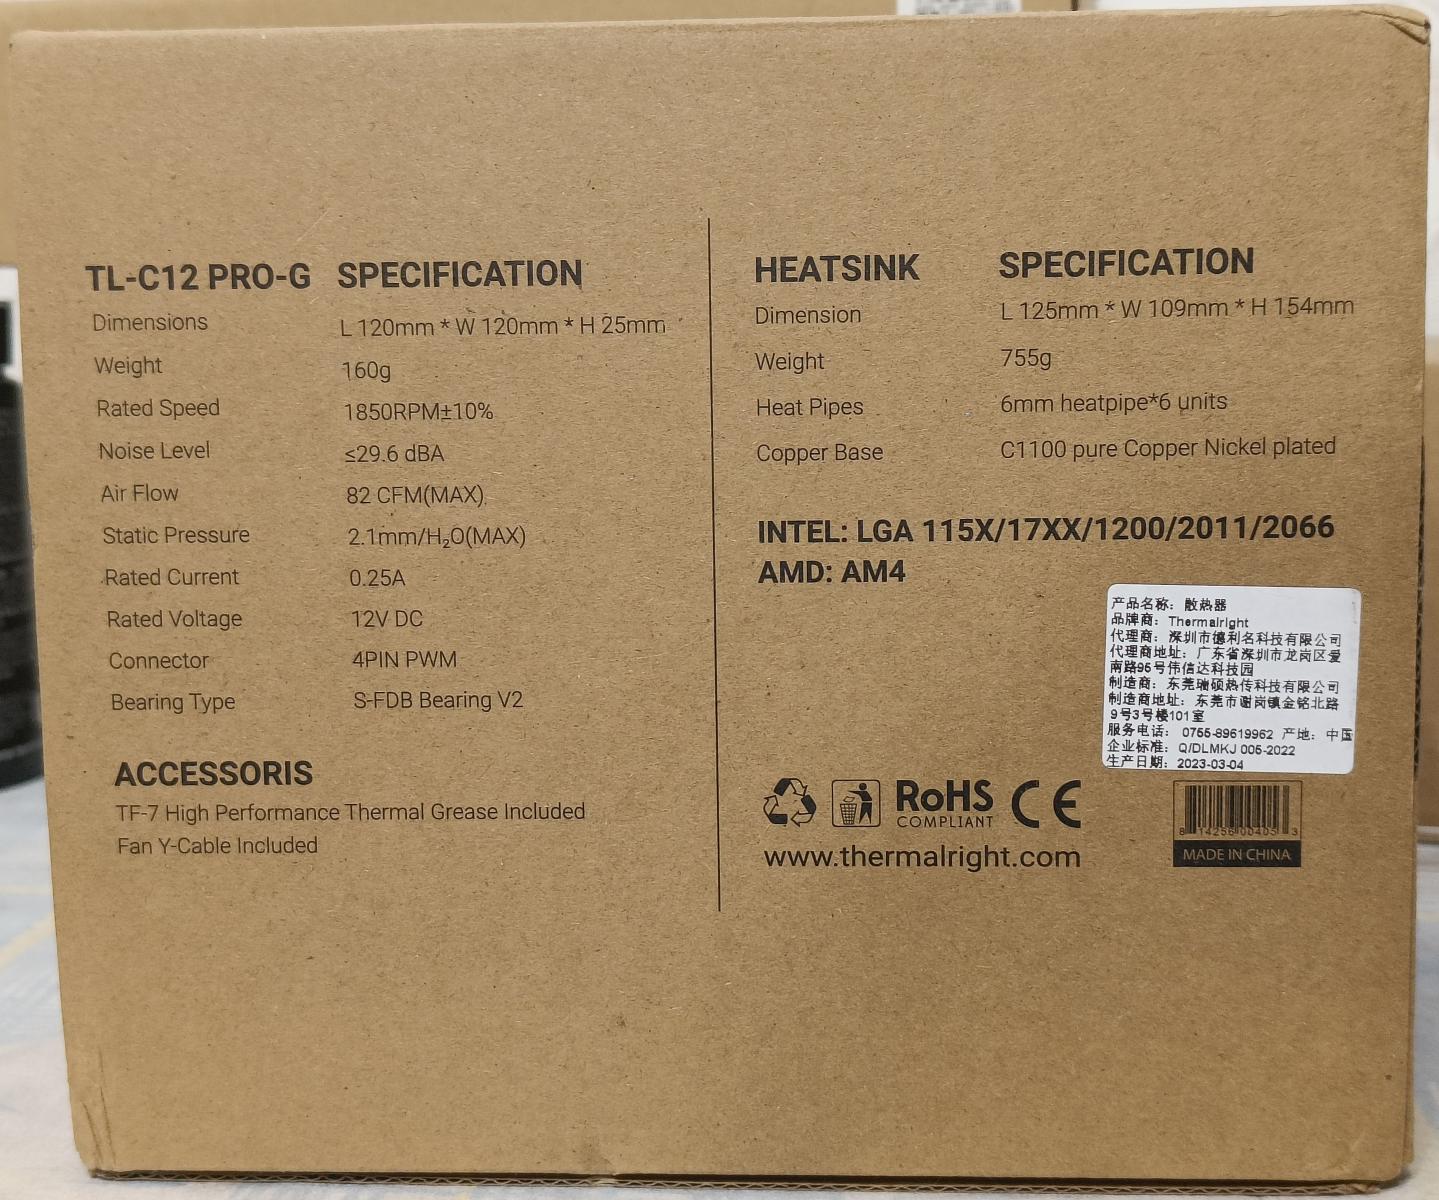 TL-C12 PRO-G SPECIFICATION
Dimensions L 120mm * W 120mm * H 25mm
Weight 160g
Rated Speed 1850RPM±10%
Noise Level ≤29.6 dBA
Air Flow 82 CFM(MAX)
Static Pressure 2.1mm/H₂O(MAX)
Rated Current 0.25A
Rated Voltage 12V DC
Connector 4PIN PWM
Bearing Type S-FDB Bearing V2
ACCESSORIS
TF-7 High Performance Thermal Grease Included
Fan Y-Cable Included
HEATSINK SPECIFICATION
Dimension L 125mm * W 109mm * H 154mm
Weight 755g
Heat Pipes 6mm heatpipe*6 units
Copper Base C1100 pure Copper Nickel plated
INTEL: LGA 115X/17XX/1200/2011/2066
AMD: AM4
产品名称：散热器
品牌商：Thermalright
代理商：深圳市德利名科技有限公司
代理商地址：广东省深圳市龙岗区爱
南路95号伟信达科技园
制造商：东莞瑞硕热传科技有限公司
制造商地址：东莞市谢岗镇金铭北路
9号3号楼101室
服务电话：0755-89619962 产地：中国
企业标准：Q/DLMKJ 005-2022
生产日期：2023-03-04
RoHS CE
COMPLIANT
www.thermalright.com
8 14256 00405 3
MADE IN CHINA